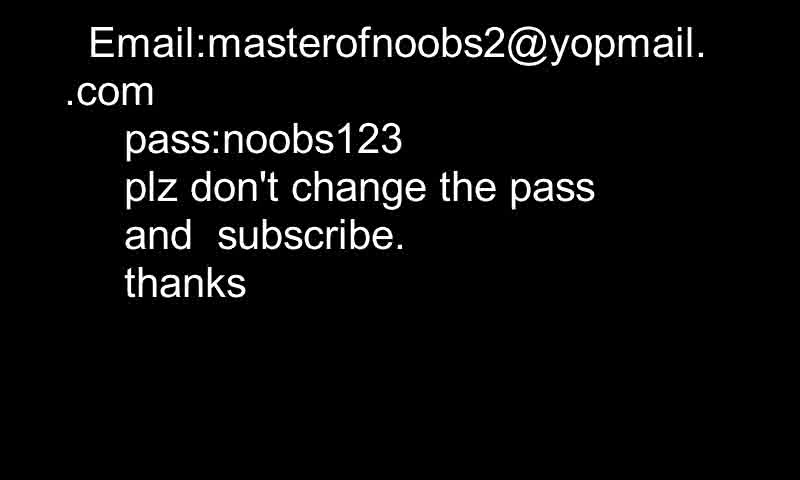 Email:masterofnoobs2@yopmail.
.com
pass:noobs123
plz don't change the pass
and subscribe.
thanks